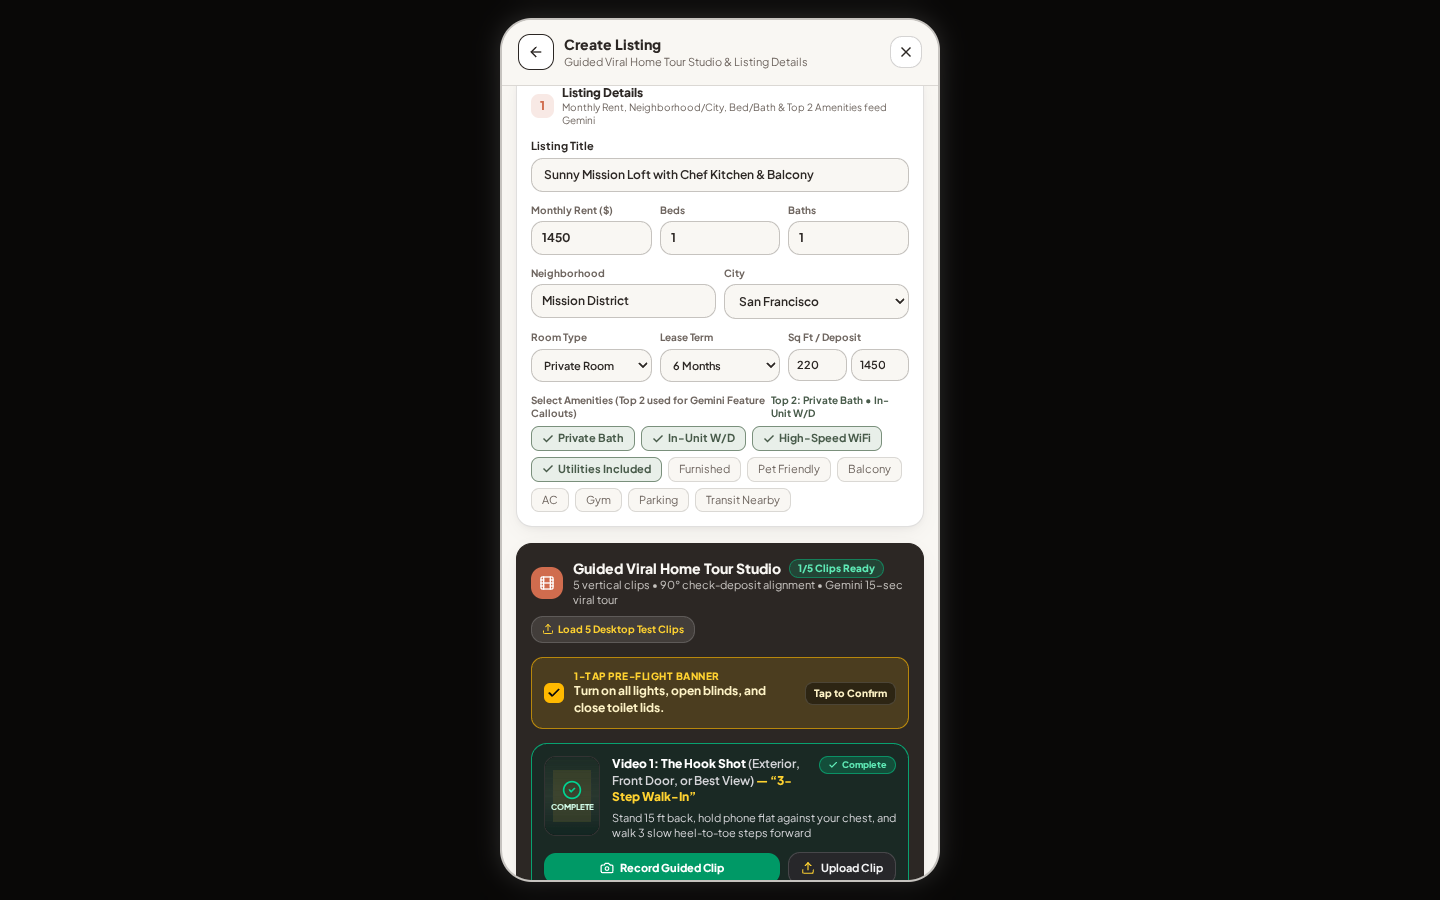 Create Listing
Guided Viral Home Tour Studio & Listing Details
1
Listing Details
Monthly Rent, Neighborhood/City, Bed/Bath & Top 2 Amenities feed
Gemini
Listing Title
Sunny Mission Loft with Chef Kitchen & Balcony
Monthly Rent ($) Beds Baths
1450 1 1
Neighborhood City
Mission District San Francisco
Room Type Lease Term Sq Ft / Deposit
Private Room 6 Months 220 1450
Select Amenities (Top 2 used for Gemini Feature
Callouts)
Top 2: Private Bath • In-
Unit W/D
Private Bath In-Unit W/D High-Speed WiFi
Utilities Included Furnished Pet Friendly Balcony
AC Gym Parking Transit Nearby
Guided Viral Home Tour Studio 1/5 Clips Ready
5 vertical clips • 90° check-deposit alignment • Gemini 15-sec
viral tour
Load 5 Desktop Test Clips
1-TAP PRE-FLIGHT BANNER
Turn on all lights, open blinds, and
close toilet lids.
Tap to Confirm
COMPLETE
Video 1: The Hook Shot (Exterior,
Front Door, or Best View) — “3-
Step Walk-In”
Complete
Stand 15 ft back, hold phone flat against your chest, and
walk 3 slow heel-to-toe steps forward
Record Guided Clip Upload Clip